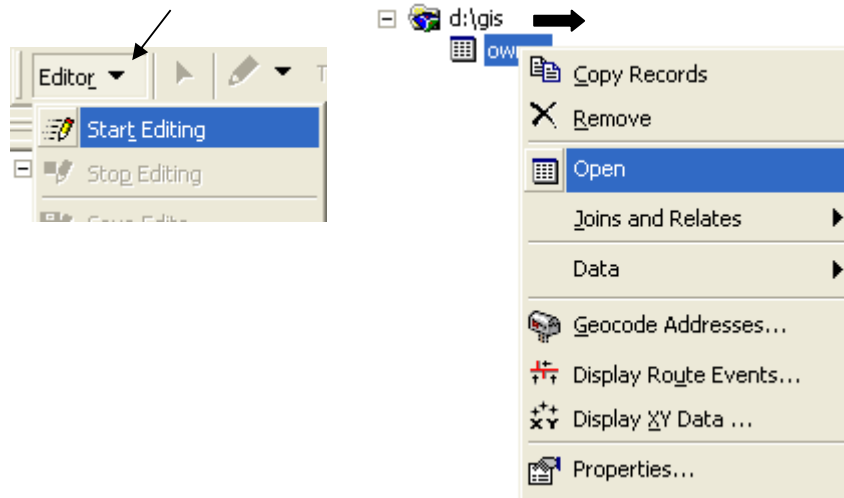 Editor
Start Editing
Stop Editing
d:\gis
Copy Records
Remove
Open
Joins and Relates
Data
Geocode Addresses...
Display Route Events...
Display XY Data ...
Properties...